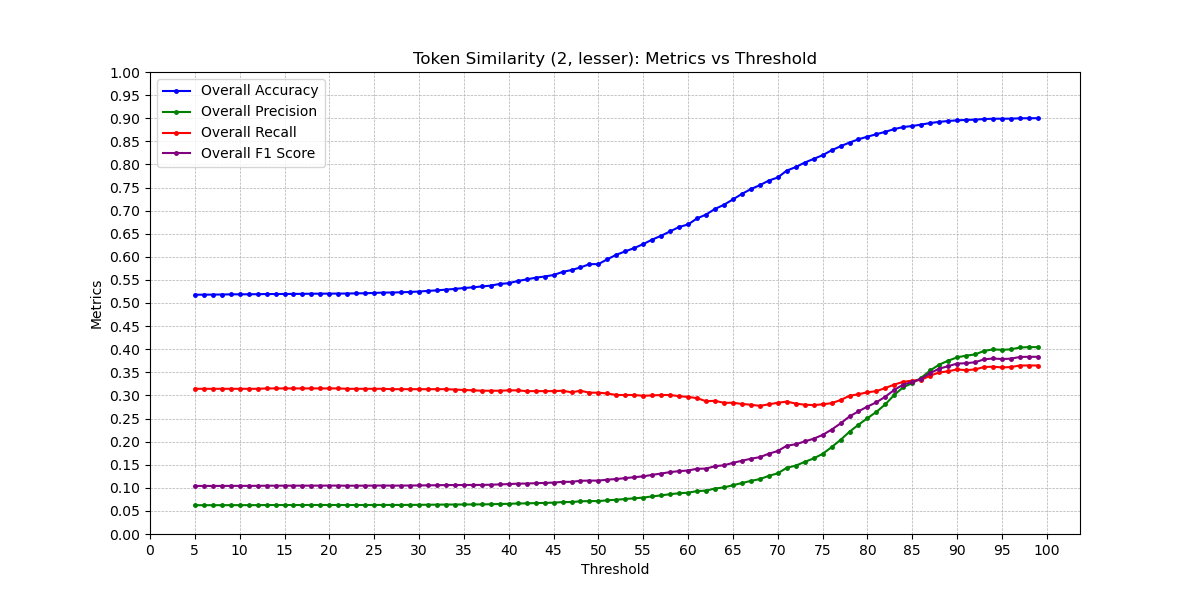 Token Similarity (2, lesser): Metrics vs Threshold
1.00
0.95
0.90
0.85
0.80
0.75
0.70
0.65
0.60
0.55
0.50
0.45
0.40
0.35
0.30
0.25
0.20
0.15
0.10
0.05
0.00
Metrics
Overall Accuracy
Overall Precision
Overall Recall
Overall F1 Score
0 5 10 15 20 25 30 35 40 45 50 55 60 65 70 75 80 85 90 95 100
Threshold